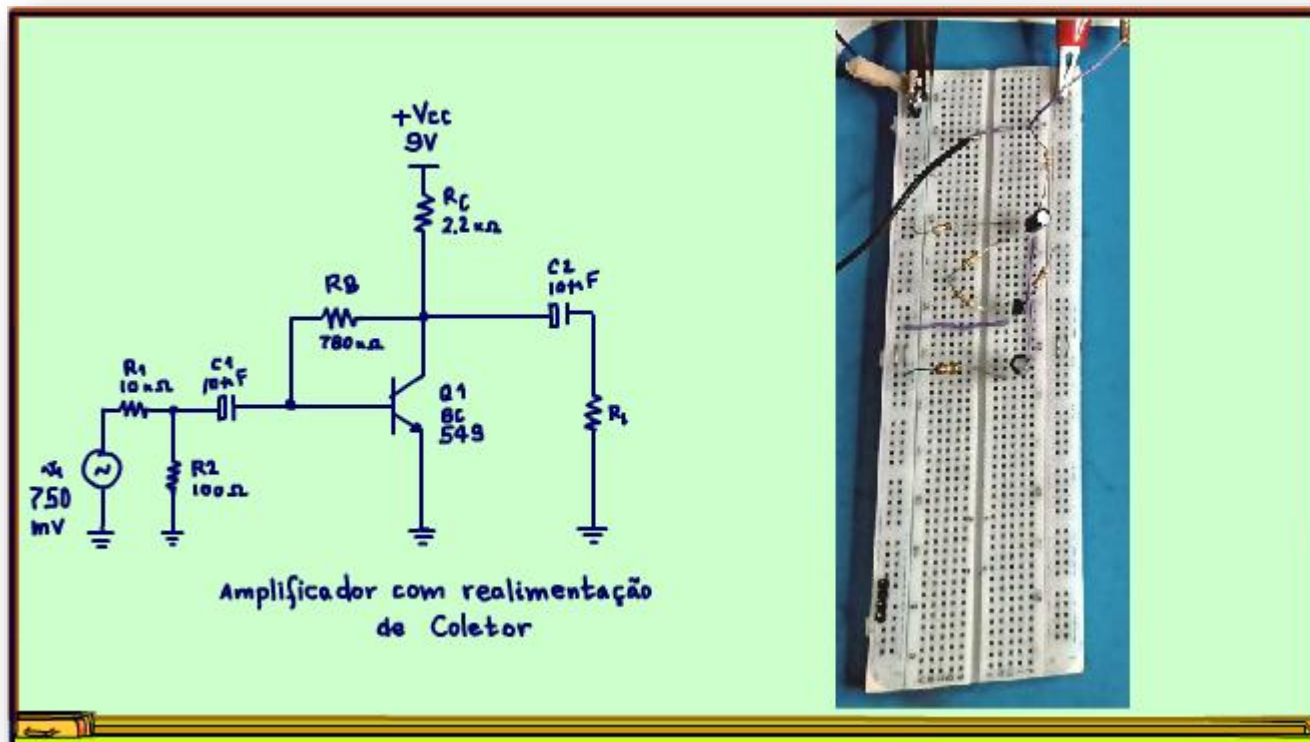 +Vcc
9V
RC
2.2kΩ
C2
10µF
RB
780kΩ
R1
10kΩ
C1
10µF
Q1
BC
549
RL
R2
100Ω
750
mV
Amplificador com realimentação
de Coletor